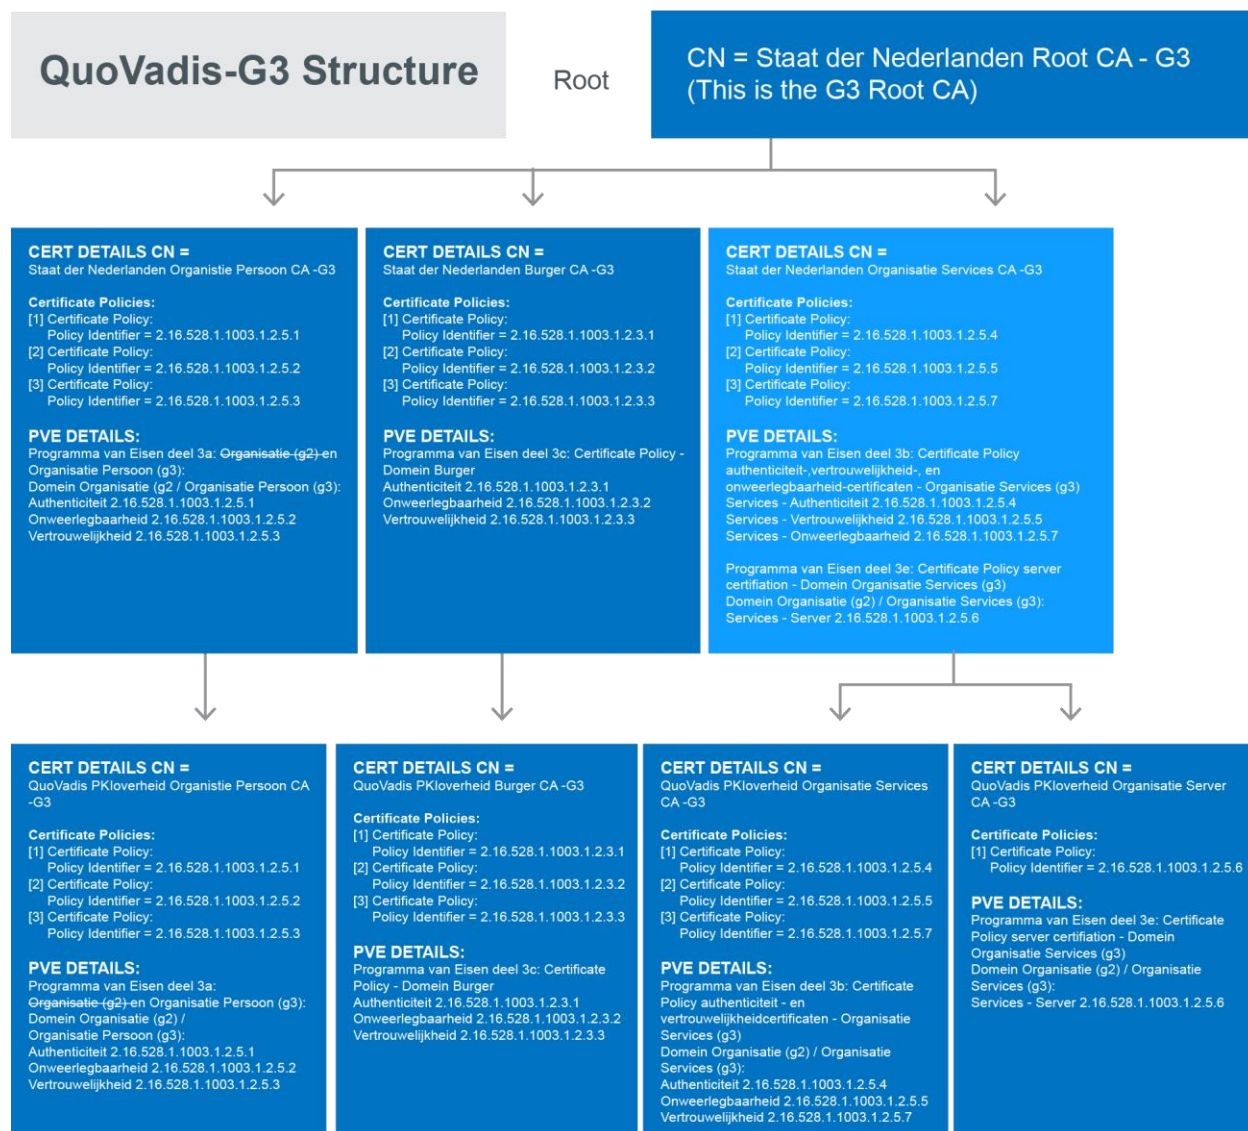 QuoVadis-G3 Structure
Root
CN = Staat der Nederlanden Root CA - G3
(This is the G3 Root CA)
CERT DETAILS CN =
Staat der Nederlanden Organistie Persoon CA -G3
Certificate Policies:
[1] Certificate Policy:
Policy Identifier = 2.16.528.1.1003.1.2.5.1
[2] Certificate Policy:
Policy Identifier = 2.16.528.1.1003.1.2.5.2
[3] Certificate Policy:
Policy Identifier = 2.16.528.1.1003.1.2.5.3
PVE DETAILS:
Programma van Eisen deel 3a: Organisatie (g2) en
Organisatie Persoon (g3):
Domein Organisatie (g2 / Organisatie Persoon (g3):
Authenticiteit 2.16.528.1.1003.1.2.5.1
Onweerlegbaarheid 2.16.528.1.1003.1.2.5.2
Vertrouwelijkheid 2.16.528.1.1003.1.2.5.3
CERT DETAILS CN =
Staat der Nederlanden Burger CA -G3
Certificate Policies:
[1] Certificate Policy:
Policy Identifier = 2.16.528.1.1003.1.2.3.1
[2] Certificate Policy:
Policy Identifier = 2.16.528.1.1003.1.2.3.2
[3] Certificate Policy:
Policy Identifier = 2.16.528.1.1003.1.2.3.3
PVE DETAILS:
Programma van Eisen deel 3c: Certificate Policy -
Domein Burger
Authenticiteit 2.16.528.1.1003.1.2.3.1
Onweerlegbaarheid 2.16.528.1.1003.1.2.3.2
Vertrouwelijkheid 2.16.528.1.1003.1.2.3.3
CERT DETAILS CN =
Staat der Nederlanden Organisatie Services CA -G3
Certificate Policies:
[1] Certificate Policy:
Policy Identifier = 2.16.528.1.1003.1.2.5.4
[2] Certificate Policy:
Policy Identifier = 2.16.528.1.1003.1.2.5.5
[3] Certificate Policy:
Policy Identifier = 2.16.528.1.1003.1.2.5.7
PVE DETAILS:
Programma van Eisen deel 3b: Certificate Policy
authenticiteit-,vertrouwelijkheid-, en
onweerlegbaarheid-certificaten - Organisatie Services (g3)
Services - Authenticiteit 2.16.528.1.1003.1.2.5.4
Services - Vertrouwelijkheid 2.16.528.1.1003.1.2.5.5
Services - Onweerlegbaarheid 2.16.528.1.1003.1.2.5.7
Programma van Eisen deel 3e: Certificate Policy server
certifiation - Domein Organisatie Services (g3)
Domein Organisatie (g2) / Organisatie Services (g3):
Services - Server 2.16.528.1.1003.1.2.5.6
CERT DETAILS CN =
QuoVadis PKIoverheid Organistie Persoon CA
-G3
Certificate Policies:
[1] Certificate Policy:
Policy Identifier = 2.16.528.1.1003.1.2.5.1
[2] Certificate Policy:
Policy Identifier = 2.16.528.1.1003.1.2.5.2
[3] Certificate Policy:
Policy Identifier = 2.16.528.1.1003.1.2.5.3
PVE DETAILS:
Programma van Eisen deel 3a:
Organisatie (g2) en Organisatie Persoon (g3):
Domein Organisatie (g2) /
Organisatie Persoon (g3):
Authenticiteit 2.16.528.1.1003.1.2.5.1
Onweerlegbaarheid 2.16.528.1.1003.1.2.5.2
Vertrouwelijkheid 2.16.528.1.1003.1.2.5.3
CERT DETAILS CN =
QuoVadis PKIoverheid Burger CA -G3
Certificate Policies:
[1] Certificate Policy:
Policy Identifier = 2.16.528.1.1003.1.2.3.1
[2] Certificate Policy:
Policy Identifier = 2.16.528.1.1003.1.2.3.2
[3] Certificate Policy:
Policy Identifier = 2.16.528.1.1003.1.2.3.3
PVE DETAILS:
Programma van Eisen deel 3c: Certificate
Policy - Domein Burger
Authenticiteit 2.16.528.1.1003.1.2.3.1
Onweerlegbaarheid 2.16.528.1.1003.1.2.3.2
Vertrouwelijkheid 2.16.528.1.1003.1.2.3.3
CERT DETAILS CN =
QuoVadis PKIoverheid Organisatie Services
CA -G3
Certificate Policies:
[1] Certificate Policy:
Policy Identifier = 2.16.528.1.1003.1.2.5.4
[2] Certificate Policy:
Policy Identifier = 2.16.528.1.1003.1.2.5.5
[3] Certificate Policy:
Policy Identifier = 2.16.528.1.1003.1.2.5.7
PVE DETAILS:
Programma van Eisen deel 3b: Certificate
Policy authenticiteit - en
vertrouwelijkheidcertificaten - Organisatie
Services (g3)
Domein Organisatie (g2) / Organisatie
Services (g3):
Authenticiteit 2.16.528.1.1003.1.2.5.4
Onweerlegbaarheid 2.16.528.1.1003.1.2.5.5
Vertrouwelijkheid 2.16.528.1.1003.1.2.5.7
CERT DETAILS CN =
QuoVadis PKIoverheid Organisatie Server
CA -G3
Certificate Policies:
[1] Certificate Policy:
Policy Identifier = 2.16.528.1.1003.1.2.5.6
PVE DETAILS:
Programma van Eisen deel 3e: Certificate
Policy server certifiation - Domein
Organisatie Services (g3)
Domein Organisatie (g2) / Organisatie
Services (g3):
Services - Server 2.16.528.1.1003.1.2.5.6